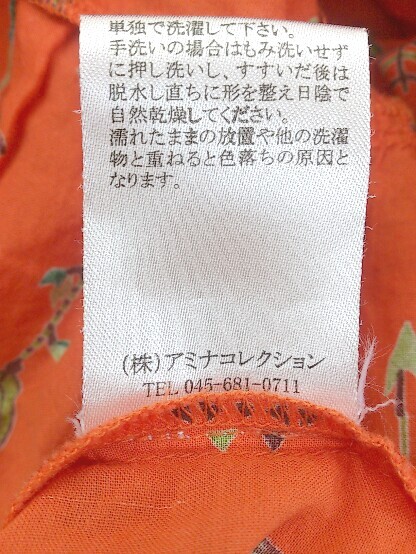 単独で洗濯して下さい。
手洗いの場合はもみ洗いせず
に押し洗いし、すすいだ後は
脱水し直ちに形を整え日陰で
自然乾燥してください。
濡れたままの放置や他の洗濯
物と重ねると色落ちの原因と
なります。
(株)アミナコレクション
TEL 045-681-0711